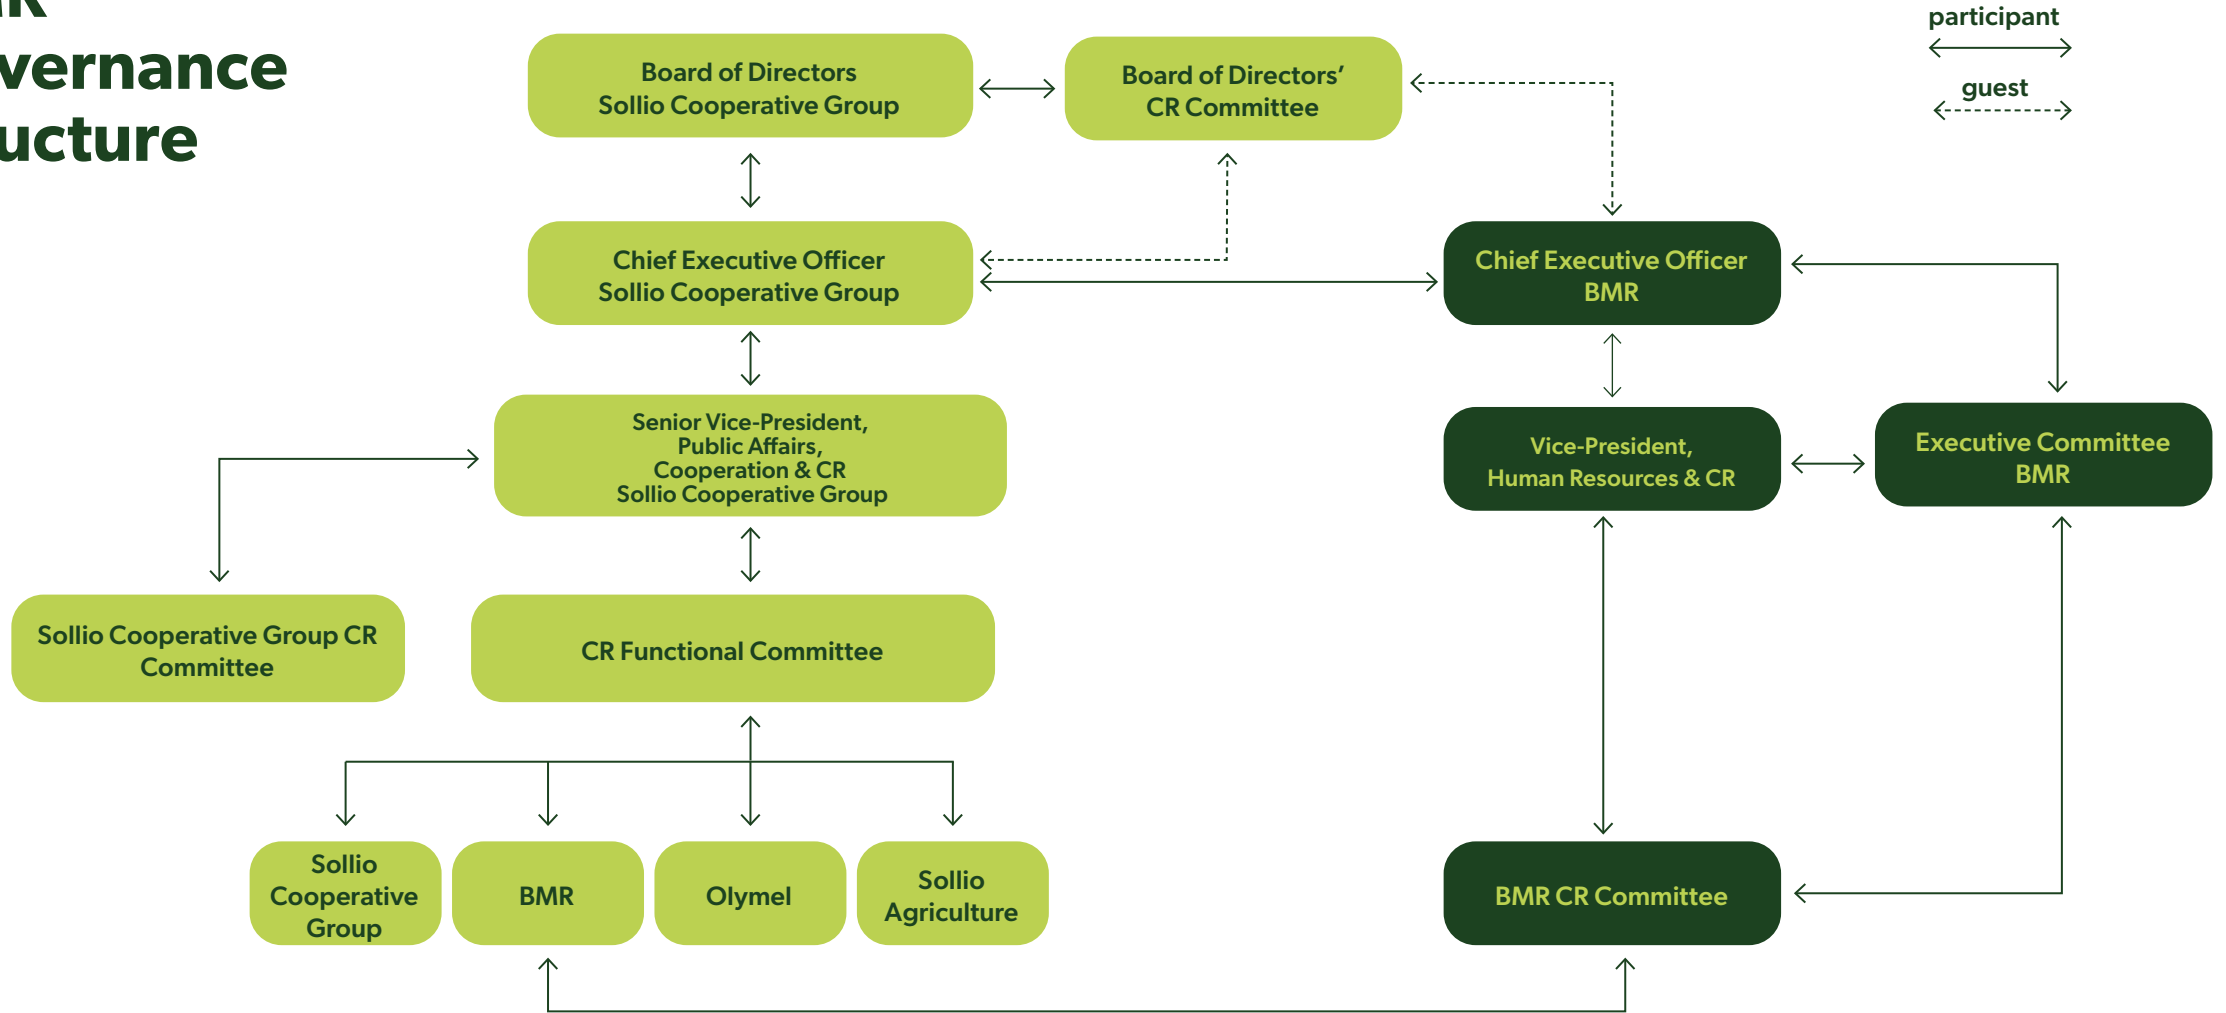 vernance
ucture
participant
guest
Board of Directors
Sollio Cooperative Group
Board of Directors’
CR Committee
Chief Executive Officer
Sollio Cooperative Group
Chief Executive Officer
BMR
Senior Vice-President,
Public Affairs,
Cooperation & CR
Sollio Cooperative Group
Vice-President,
Human Resources & CR
Executive Committee
BMR
Sollio Cooperative Group CR
Committee
CR Functional Committee
Sollio
Cooperative
Group
BMR
Olymel
Sollio
Agriculture
BMR CR Committee